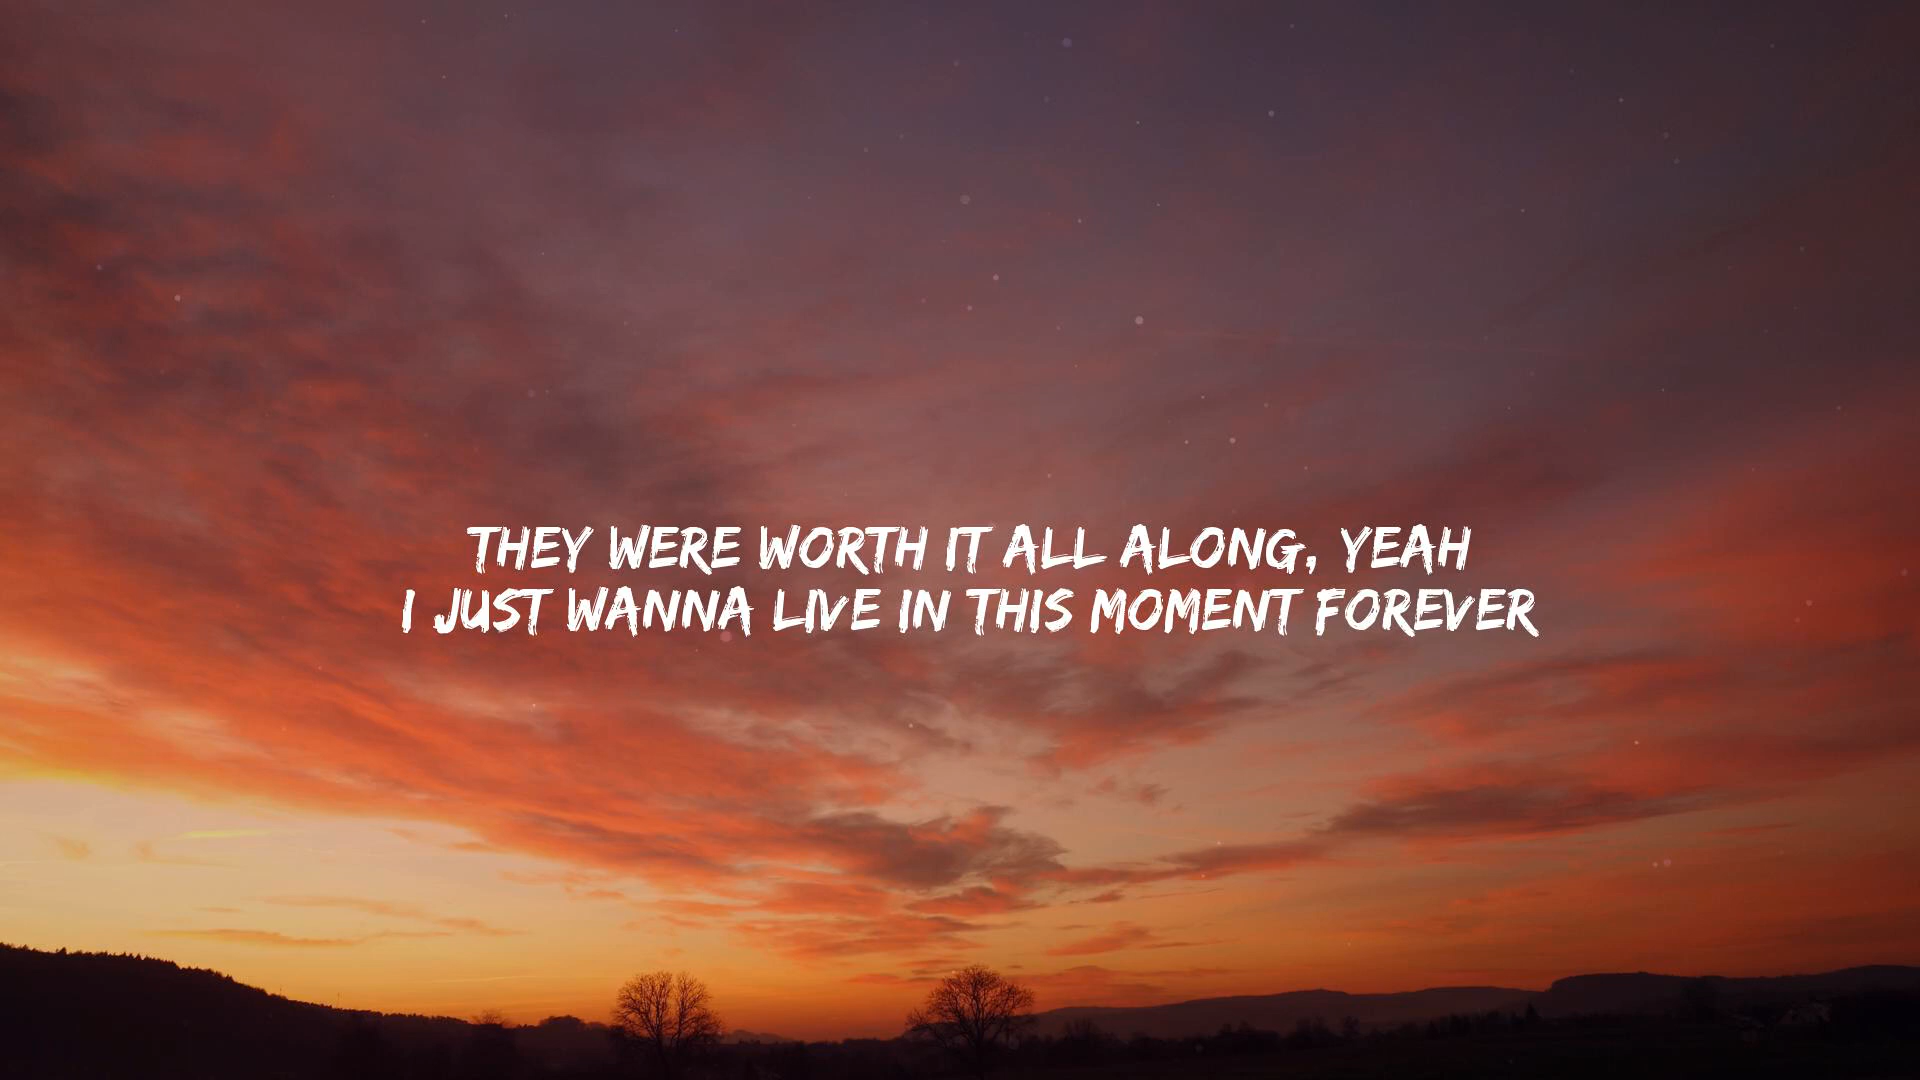 THEY WERE WORTH IT ALL ALONG, YEAH
I JUST WANNA LIVE IN THIS MOMENT FOREVER